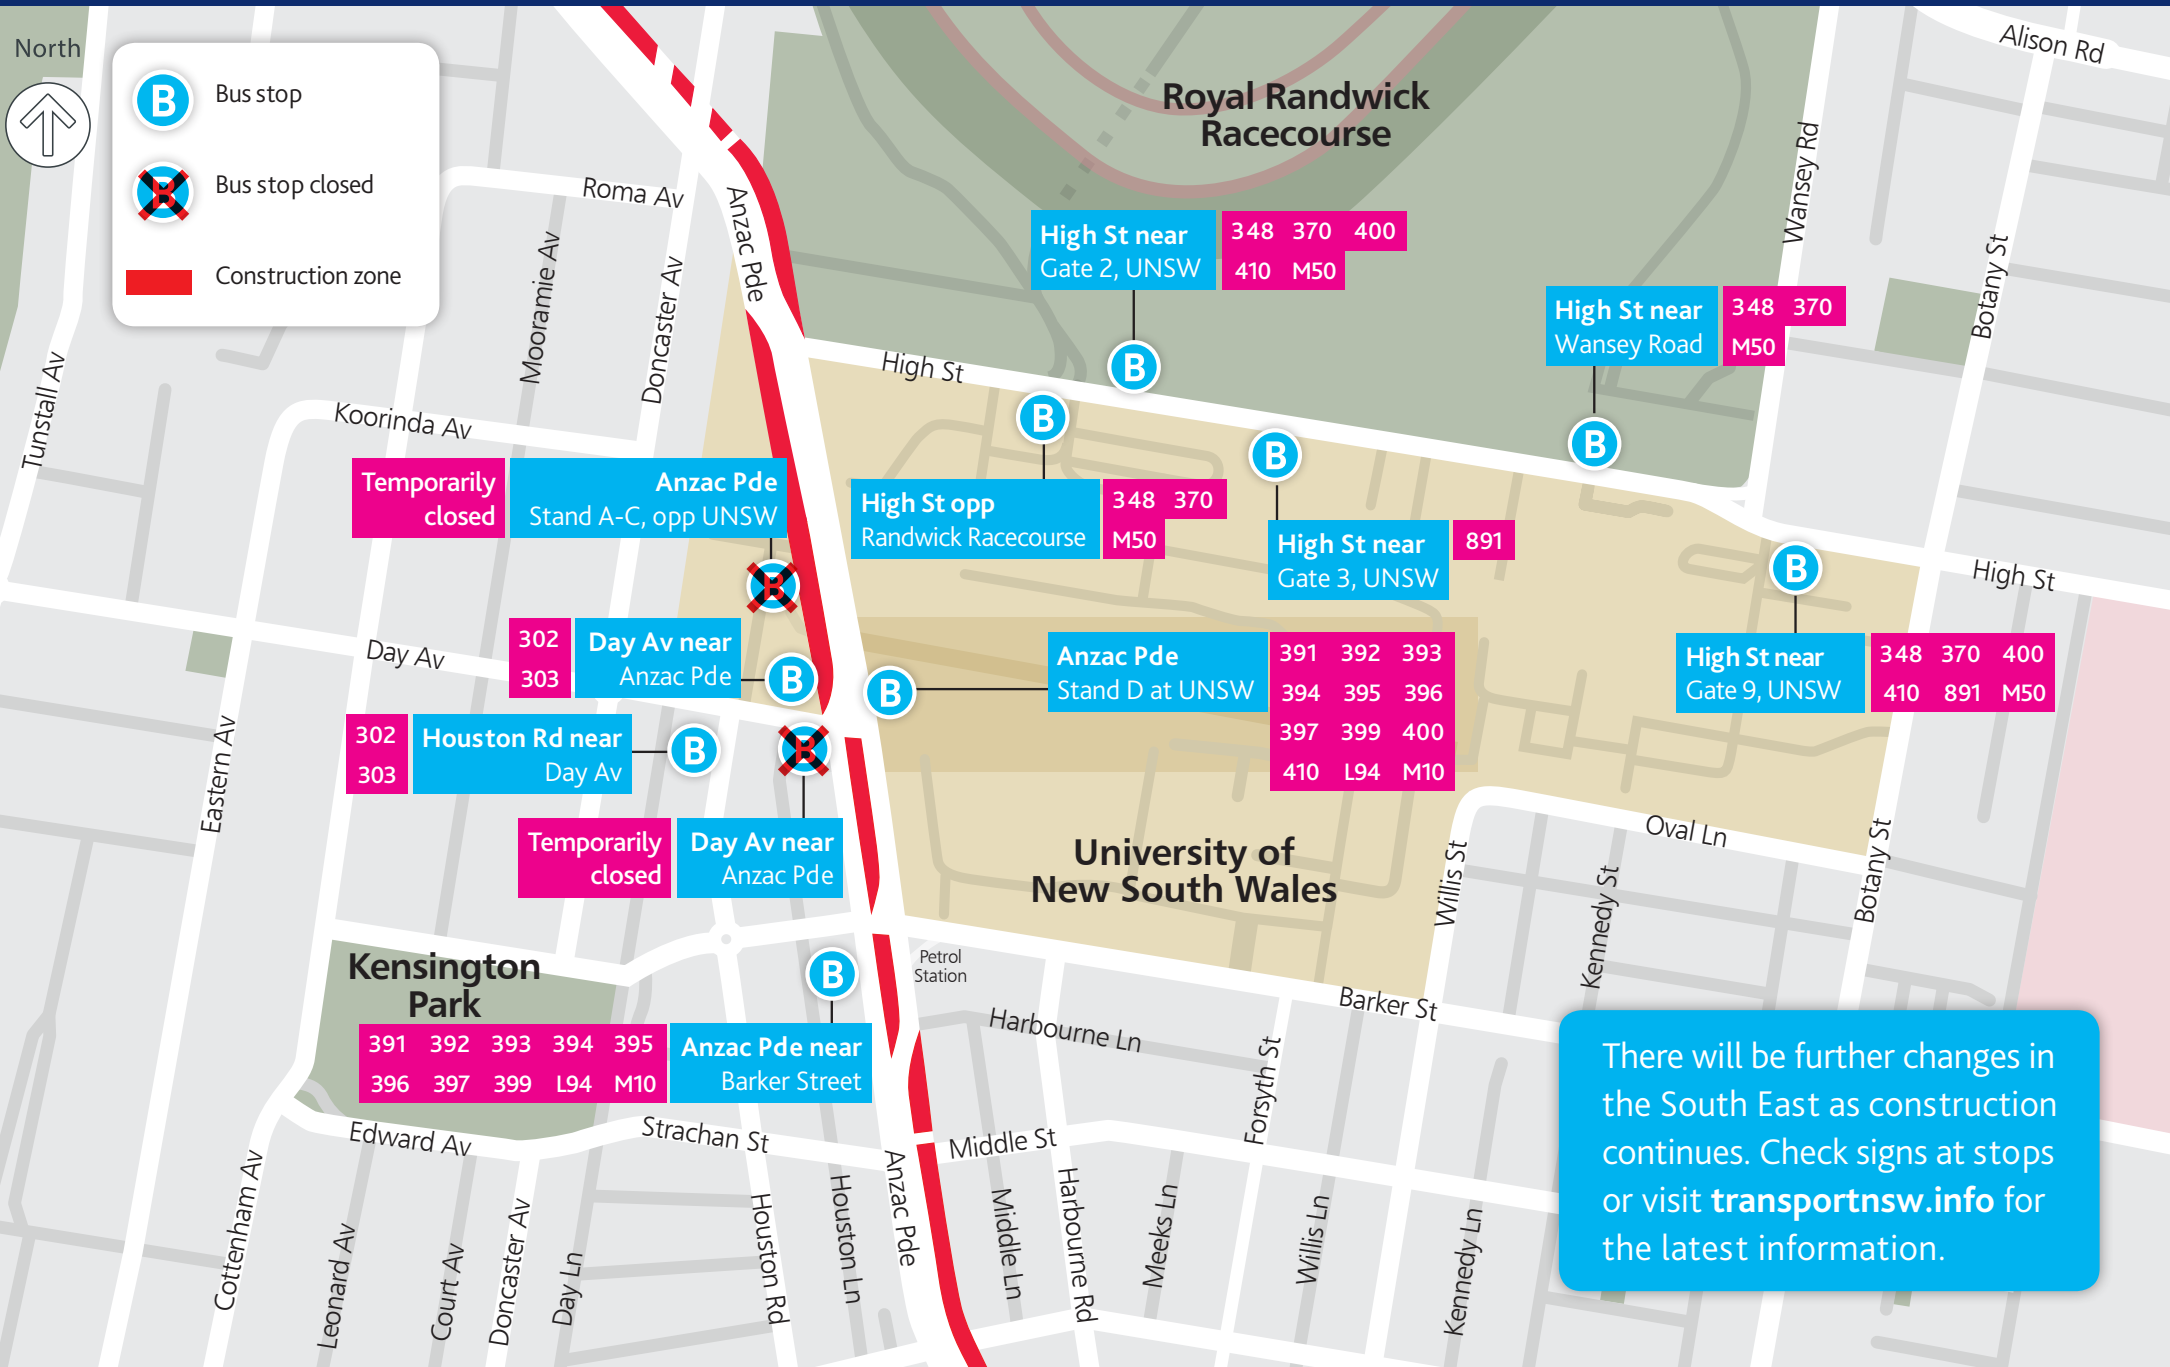 North
B
Bus stop
B
Bus stop closed
Construction zone
Royal Randwick
Racecourse
Alison Rd
Wansey Rd
Botany St
Roma Av
Anzac Pde
Mooramie Av
Doncaster Av
Tunstall Av
Koorinda Av
High St
High St near
Gate 2, UNSW
348 370 400
410 M50
B
High St near
Wansey Road
348 370
M50
B
Temporarily
closed
Anzac Pde
Stand A-C, opp UNSW
B
B
High St opp
Randwick Racecourse
348 370
M50
B
High St near
Gate 3, UNSW
891
B
High St
High St near
Gate 9, UNSW
348 370 400
410 891 M50
302
303
Day Av near
Anzac Pde
B
Day Av
B
Anzac Pde
Stand D at UNSW
391 392 393
394 395 396
397 399 400
410 L94 M10
302
303
Houston Rd near
Day Av
B
B
Temporarily
closed
Day Av near
Anzac Pde
Eastern Av
University of
New South Wales
Oval Ln
Willis St
Kennedy St
Botany St
Kensington
Park
B
Petrol
Station
391 392 393 394 395
396 397 399 L94 M10
Anzac Pde near
Barker Street
Barker St
Harbourne Ln
Forsyth St
Edward Av
Strachan St
Middle St
Cottenham Av
Leonard Av
Court Av
Doncaster Av
Day Ln
Houston Rd
Houston Ln
Anzac Pde
Middle Ln
Harbourne Rd
Meeks Ln
Willis Ln
Kennedy Ln
There will be further changes in
the South East as construction
continues. Check signs at stops
or visit transportnsw.info for
the latest information.